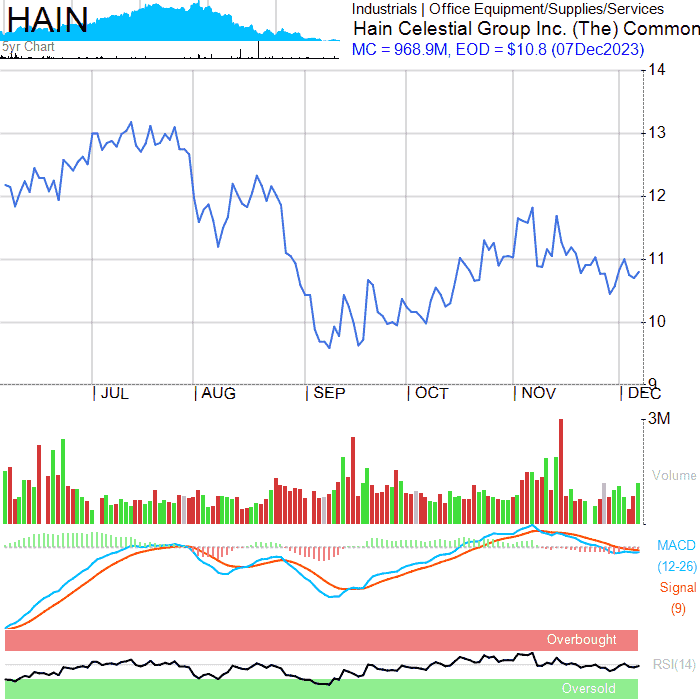 HAIN
5yr Chart
Industrials | Office Equipment/Supplies/Services
Hain Celestial Group Inc. (The) Common
MC = 968.9M, EOD = $10.8 (07Dec2023)
14
13
12
11
10
9
| JUL | AUG | SEP | OCT | NOV | DEC
3M
Volume
MACD
(12-26)
Signal
(9)
Overbought
RSI(14)
Oversold